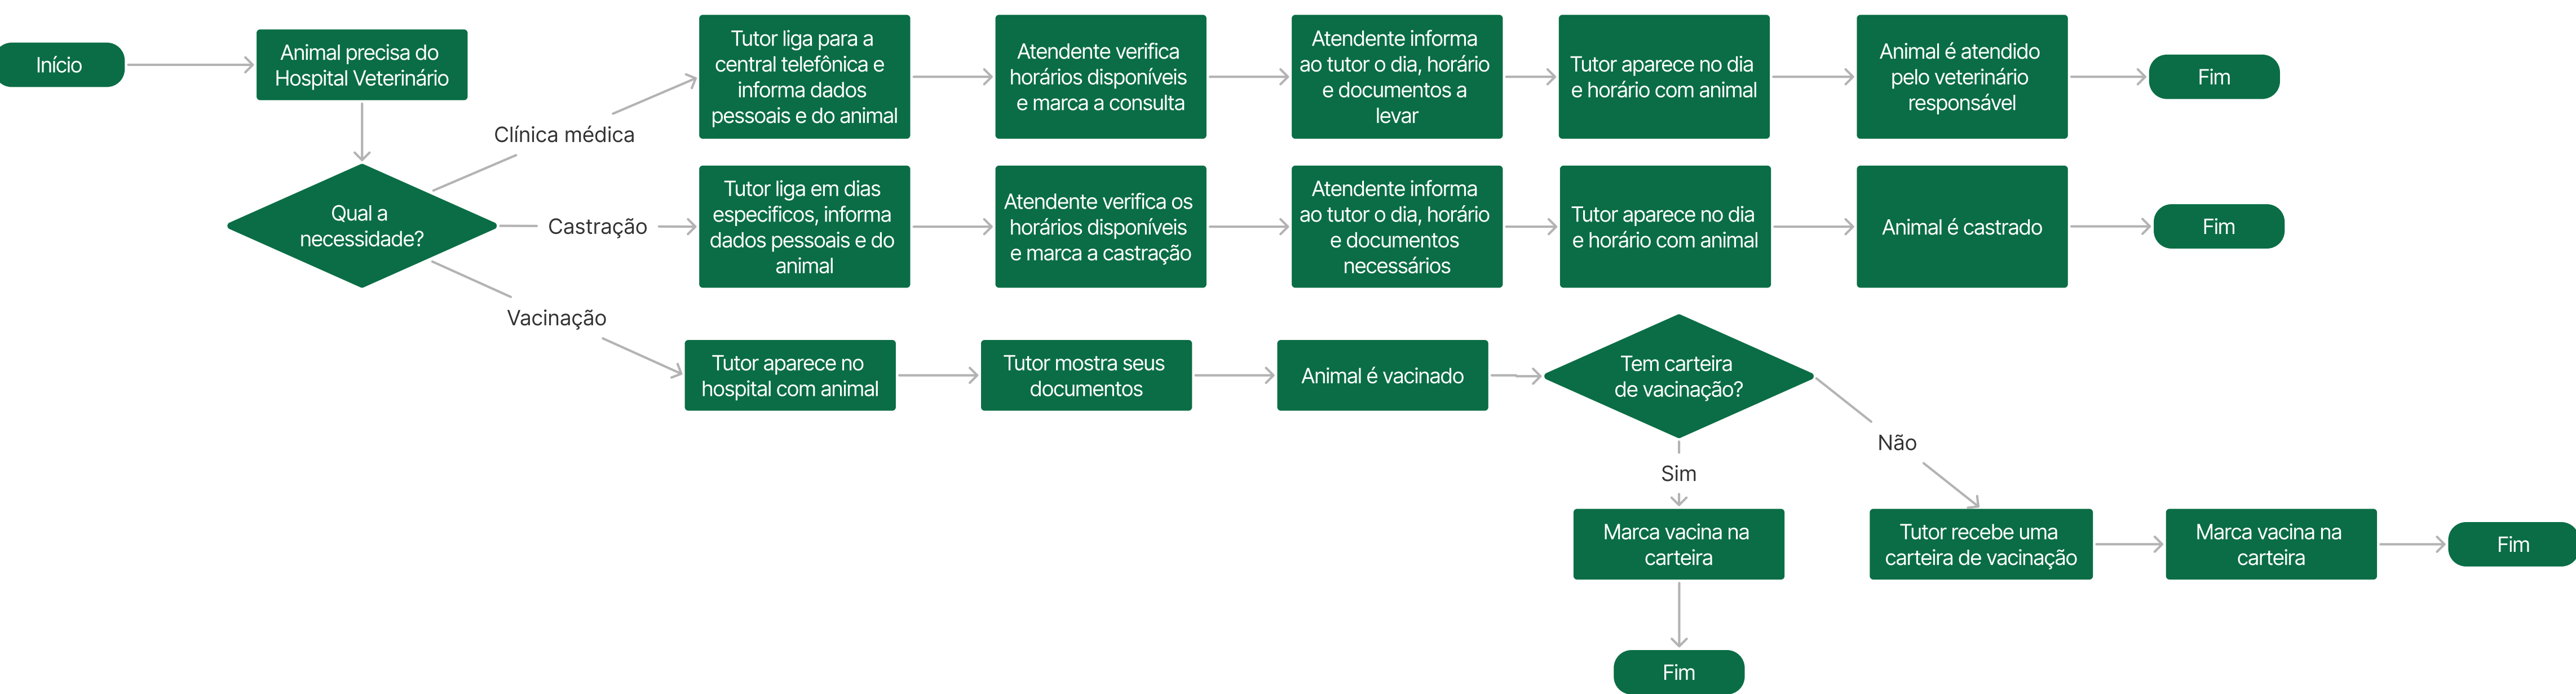 Início
Animal precisa do
Hospital Veterinário
Qual a
necessidade?
Clínica médica
Tutor liga para a
central telefônica e
informa dados
pessoais e do animal
Atendente verifica
horários disponíveis
e marca a consulta
Atendente informa
ao tutor o dia, horário
e documentos a
levar
Tutor aparece no dia
e horário com animal
Animal é atendido
pelo veterinário
responsável
Fim
Castração
Tutor liga em dias
especificos, informa
dados pessoais e do
animal
Atendente verifica os
horários disponíveis
e marca a castração
Atendente informa
ao tutor o dia, horário
e documentos
necessários
Tutor aparece no dia
e horário com animal
Animal é castrado
Fim
Vacinação
Tutor aparece no
hospital com animal
Tutor mostra seus
documentos
Animal é vacinado
Tem carteira
de vacinação?
Sim
Marca vacina na
carteira
Fim
Não
Tutor recebe uma
carteira de vacinação
Marca vacina na
carteira
Fim